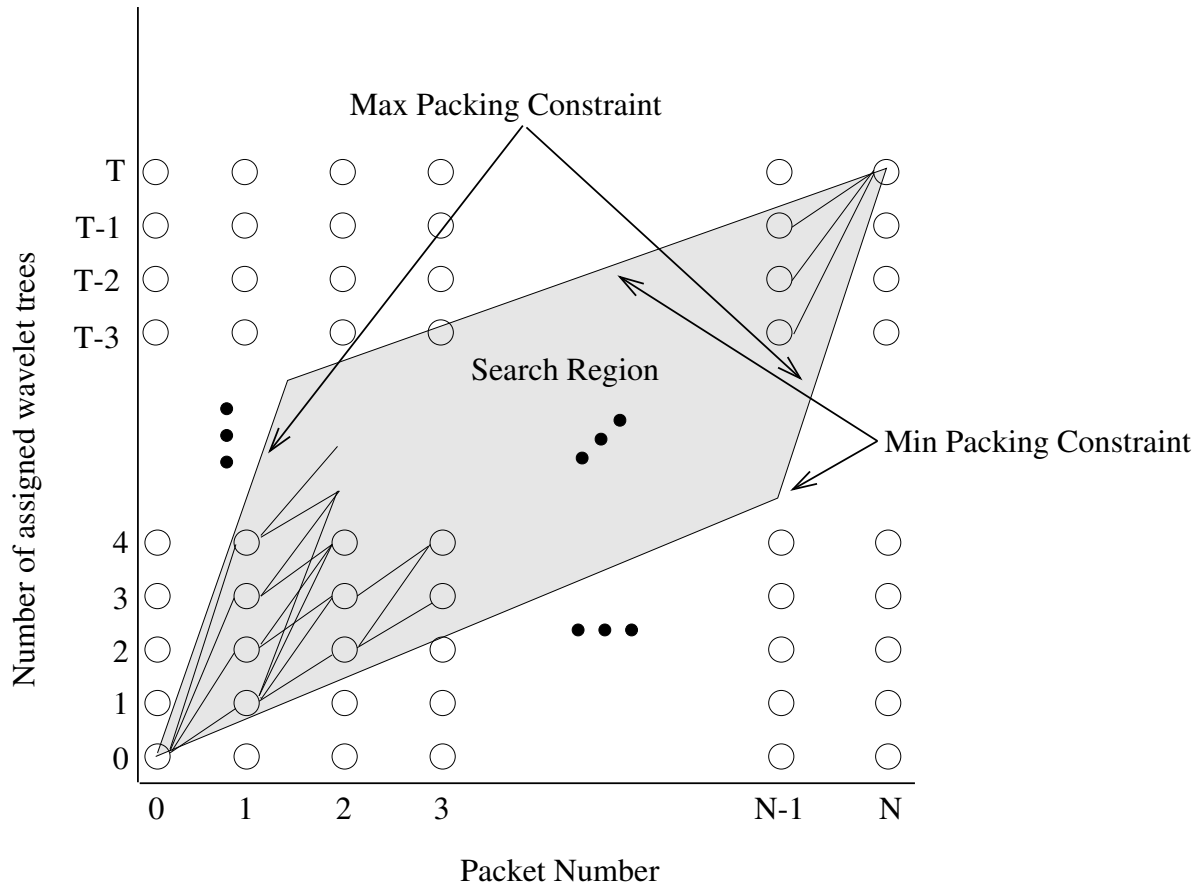 Max Packing Constraint
T
T-1
T-2
T-3
Search Region
Min Packing Constraint
Number of assigned wavelet trees
4
3
2
1
0
0 1 2 3 N-1 N
Packet Number